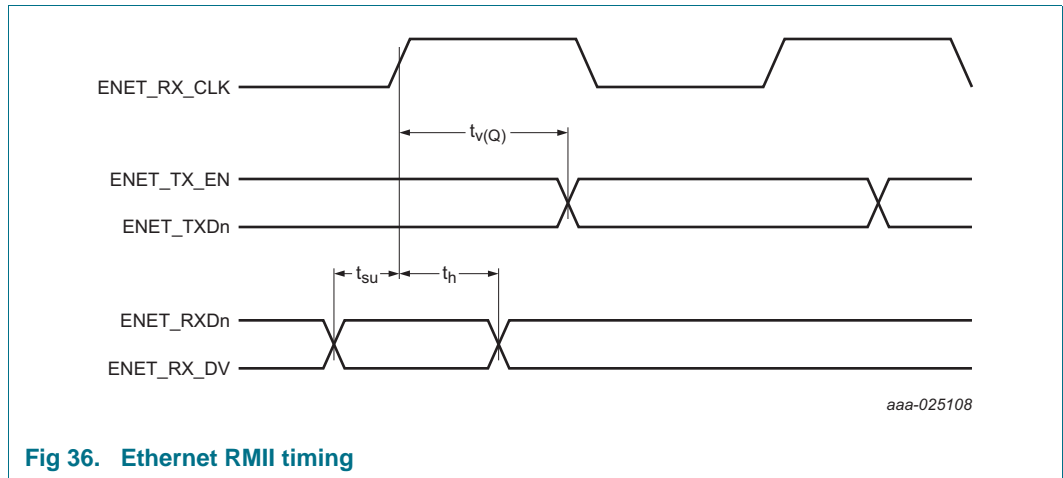 ENET_RX_CLK
tv(Q)
ENET_TX_EN
ENET_TXDn
tsu
th
ENET_RXDn
ENET_RX_DV
aaa-025108
Fig 36. Ethernet RMII timing